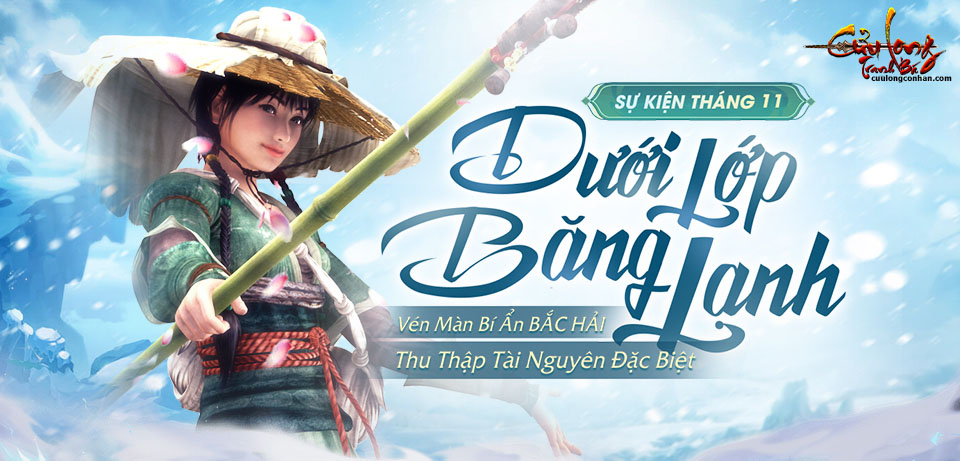 Cửu long
Tranh Bá
cuulongconhan.com
SỰ KIỆN THÁNG 11
Dưới Lớp
Băng Lạnh
Vén Màn Bí Ẩn BẮC HẢI
Thu Thập Tài Nguyên Đặc Biệt